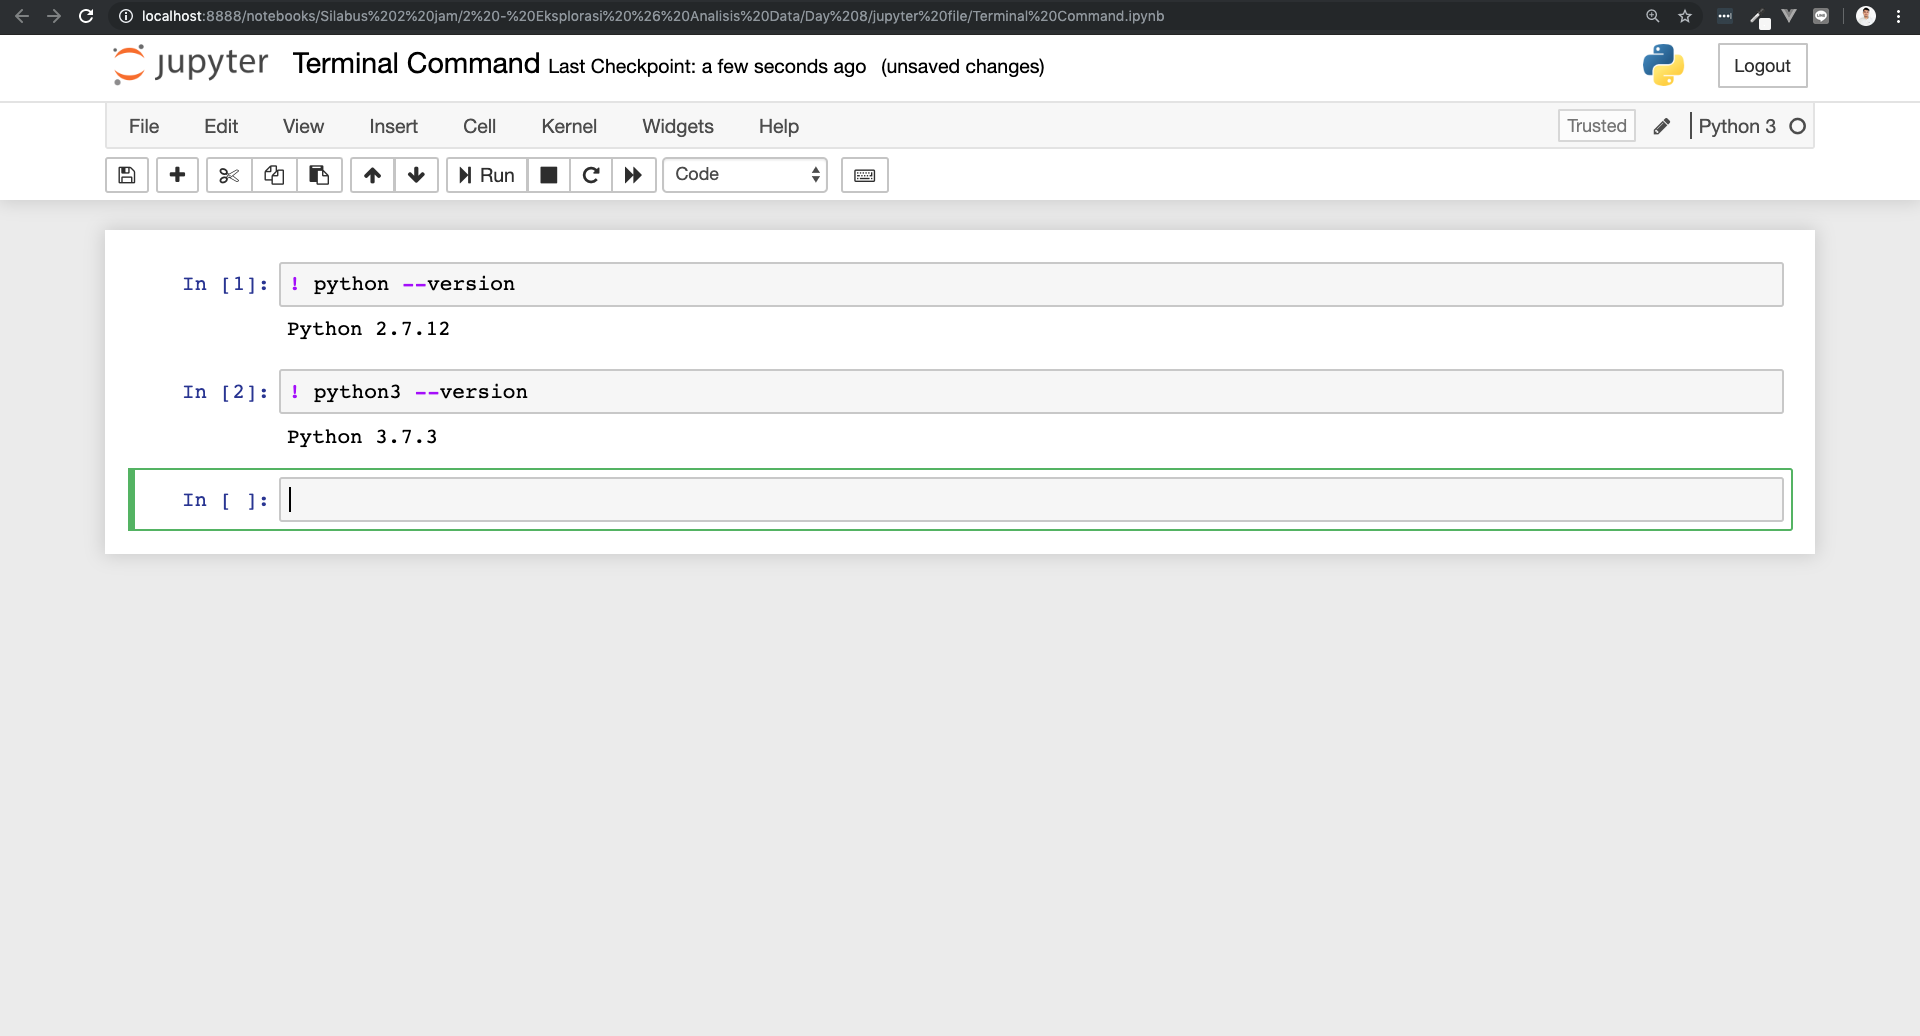 localhost:8888/notebooks/Silabus%202%20jam/2%20-%20Eksplorasi%20%26%20Analisis%20Data/Day%208/jupyter%20file/Terminal%20Command.ipynb
jupyter Terminal Command Last Checkpoint: a few seconds ago (unsaved changes)
Logout
File Edit View Insert Cell Kernel Widgets Help
Trusted Python 3
Run Code
In [1]: ! python --version
Python 2.7.12
In [2]: ! python3 --version
Python 3.7.3
In [ ]: